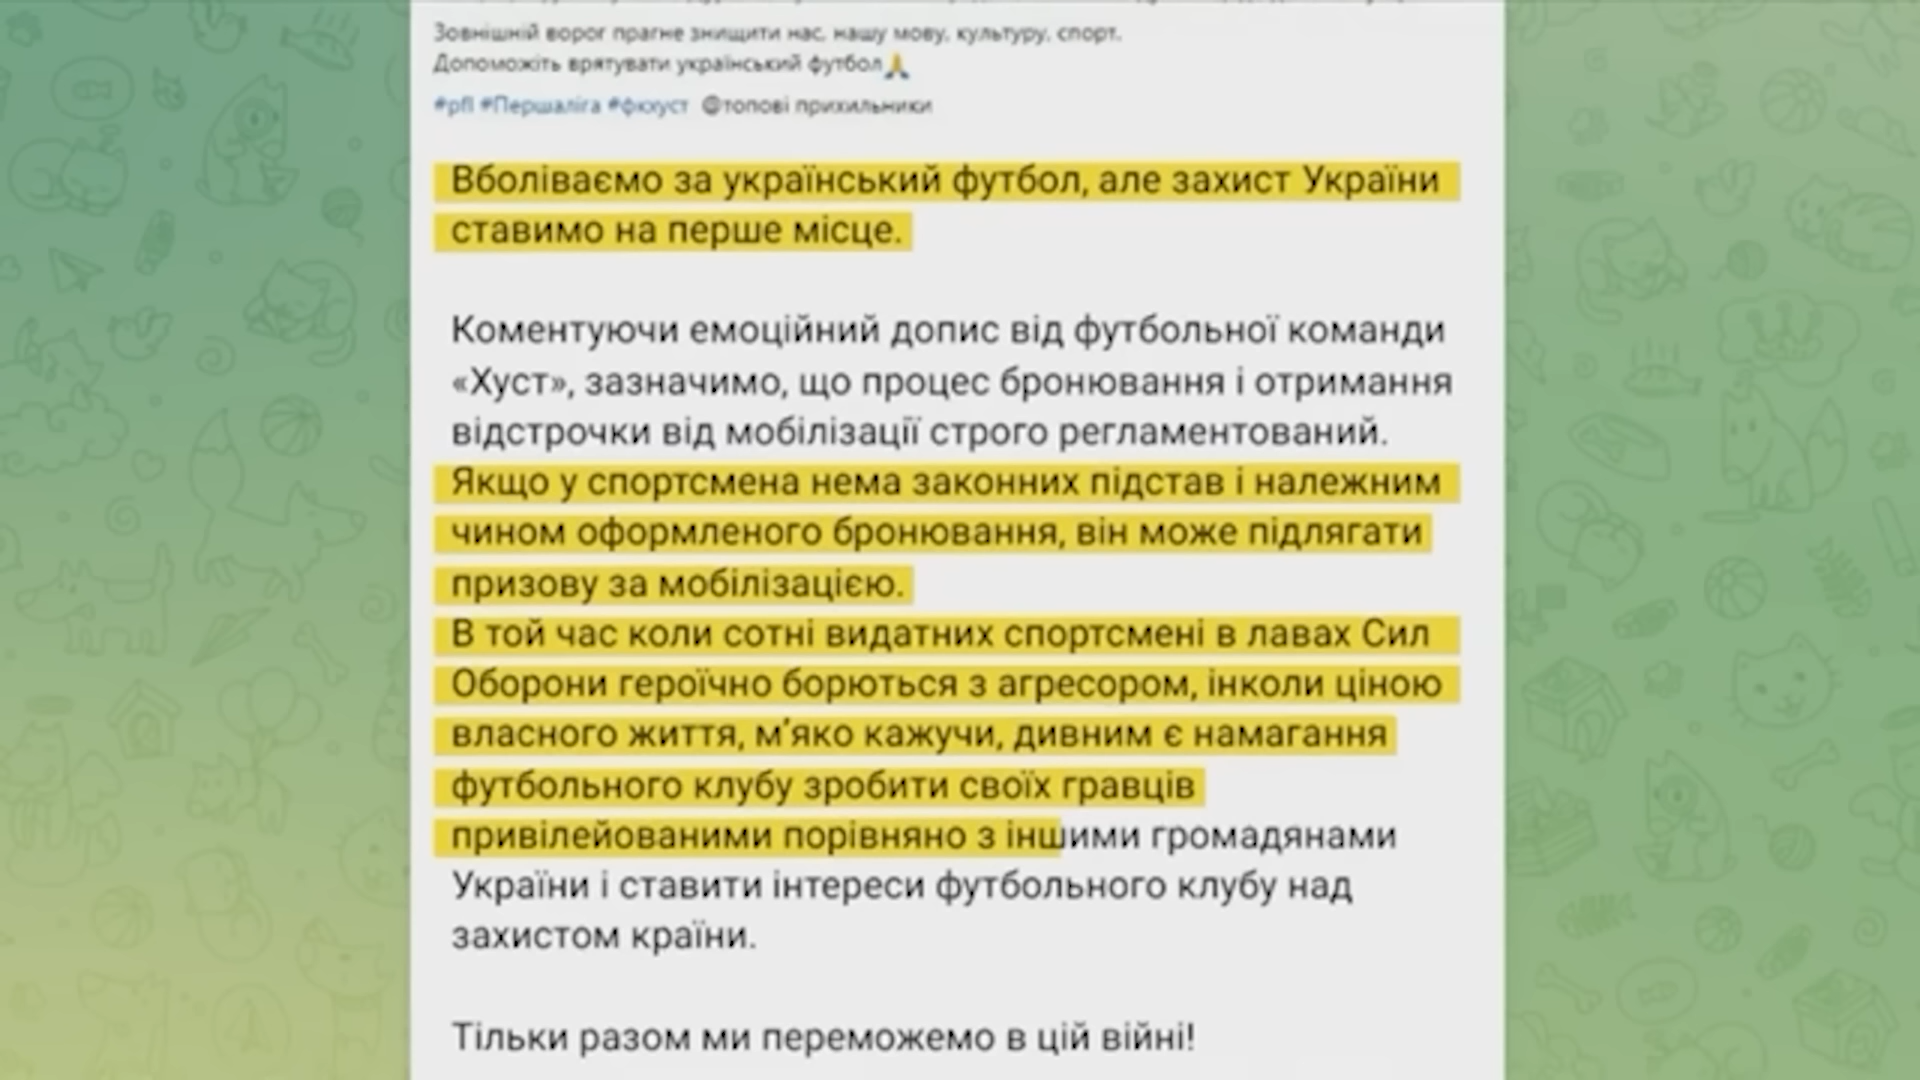 Зовнішній ворог прагне знищити нас, нашу мову, культуру, спорт.
Допоможіть врятувати український футбол🙏
#pfl #Першаліга #фкхуст @топові прихильники
Вболіваємо за український футбол, але захист України
ставимо на перше місце.
Коментуючи емоційний допис від футбольної команди
«Хуст», зазначимо, що процес бронювання і отримання
відстрочки від мобілізації строго регламентований.
Якщо у спортсмена нема законних підстав і належним
чином оформленого бронювання, він може підлягати
призову за мобілізацією.
В той час коли сотні видатних спортсмені в лавах Сил
Оборони героїчно борються з агресором, інколи ціною
власного життя, м’яко кажучи, дивним є намагання
футбольного клубу зробити своїх гравців
привілейованими порівняно з іншими громадянами
України і ставити інтереси футбольного клубу над
захистом країни.
Тільки разом ми переможемо в цій війні!